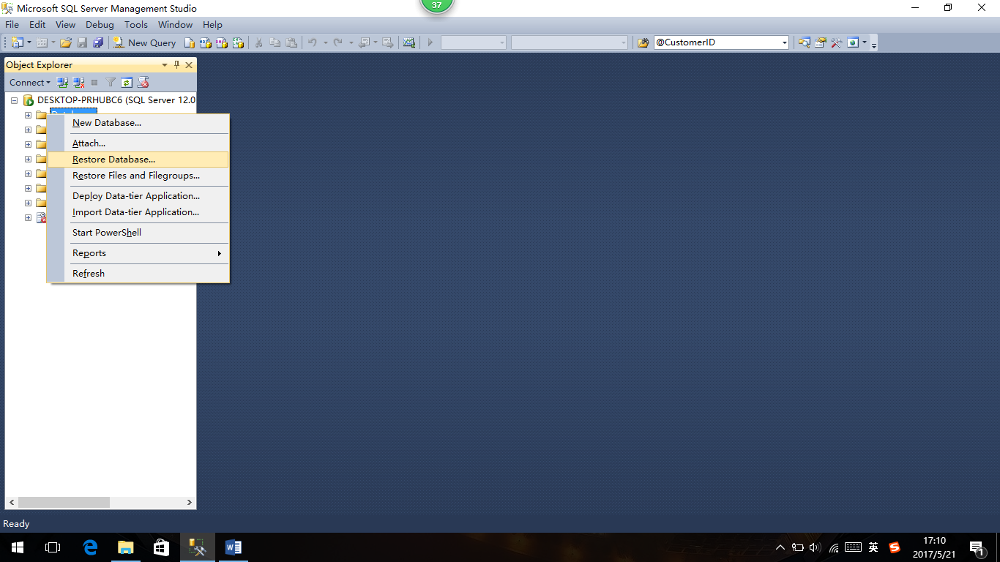 Microsoft SQL Server Management Studio
37
File Edit View Debug Tools Window Help
New Query
@CustomerID
Object Explorer
Connect
DESKTOP-PRHUBC6 (SQL Server 12.0
New Database...
Attach...
Restore Database...
Restore Files and Filegroups...
Deploy Data-tier Application...
Import Data-tier Application...
Start PowerShell
Reports
Refresh
Ready
英
17:10
2017/5/21
1